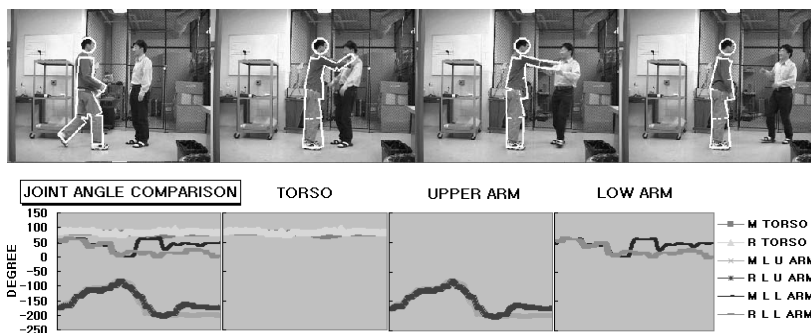 JOINT ANGLE COMPARISON
TORSO
UPPER ARM
LOW ARM
DEGREE
150
100
50
0
-50
-100
-150
-200
-250
M TORSO
R TORSO
M L U ARM
R L U ARM
M L L ARM
R L L ARM